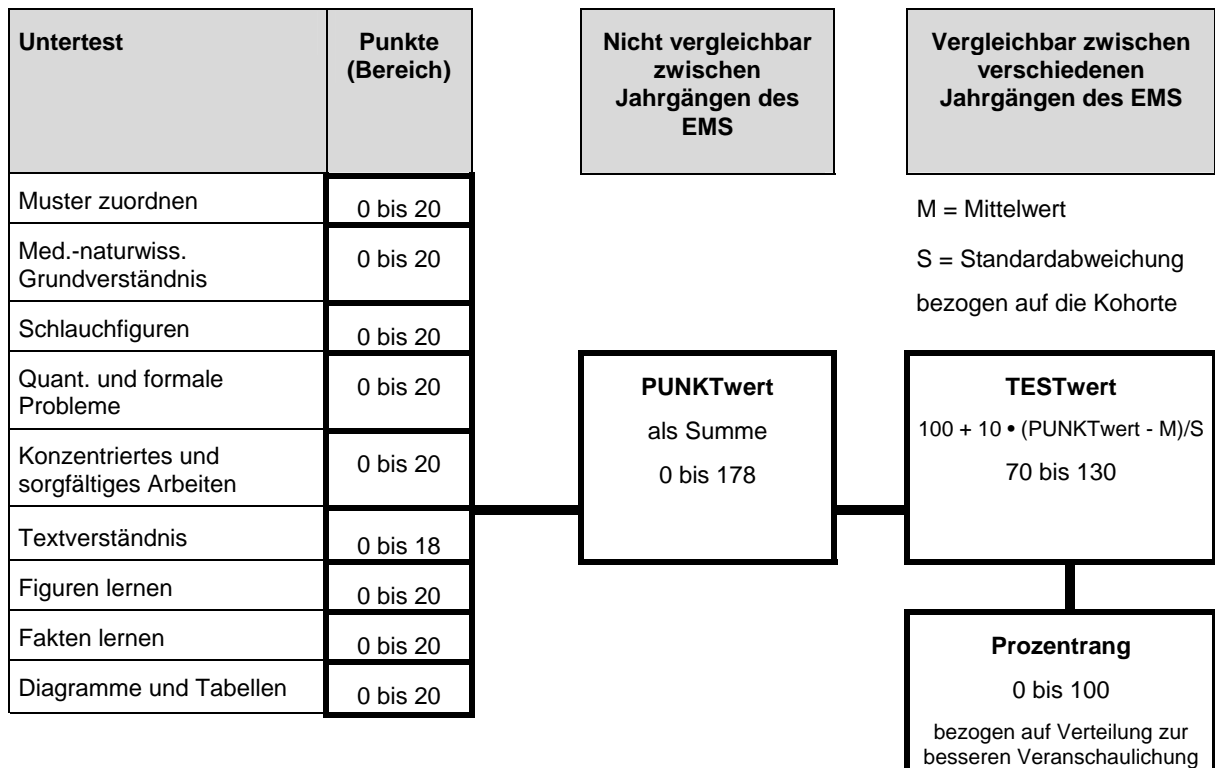 Untertest
Punkte
(Bereich)
Nicht vergleichbar
zwischen
Jahrgängen des
EMS
Vergleichbar zwischen
verschiedenen
Jahrgängen des EMS
Muster zuordnen
0 bis 20
Med.-naturwiss.
Grundverständnis
0 bis 20
Schlauchfiguren
0 bis 20
Quant. und formale
Probleme
0 bis 20
Konzentriertes und
sorgfältiges Arbeiten
0 bis 20
Textverständnis
0 bis 18
Figuren lernen
0 bis 20
Fakten lernen
0 bis 20
Diagramme und Tabellen
0 bis 20
PUNKTwert
als Summe
0 bis 178
M = Mittelwert
S = Standardabweichung
bezogen auf die Kohorte
TESTwert
100 + 10 • (PUNKTwert - M)/S
70 bis 130
Prozentrang
0 bis 100
bezogen auf Verteilung zur
besseren Veranschaulichung